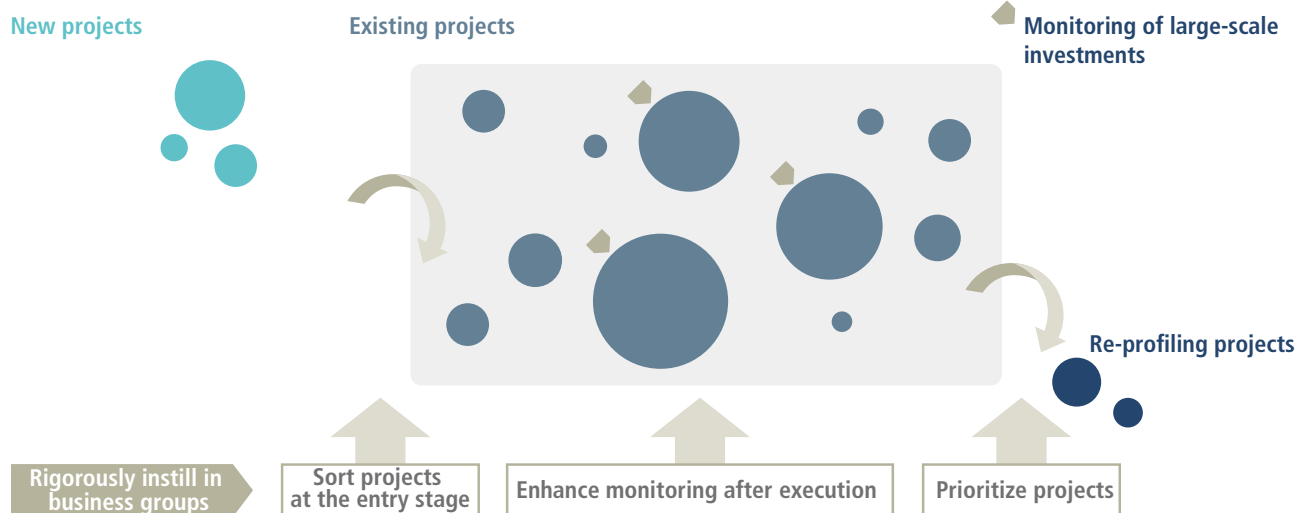 New projects
Existing projects
Monitoring of large-scale
investments
Re-profiling projects
Rigorously instill in
business groups
Sort projects
at the entry stage
Enhance monitoring after execution
Prioritize projects